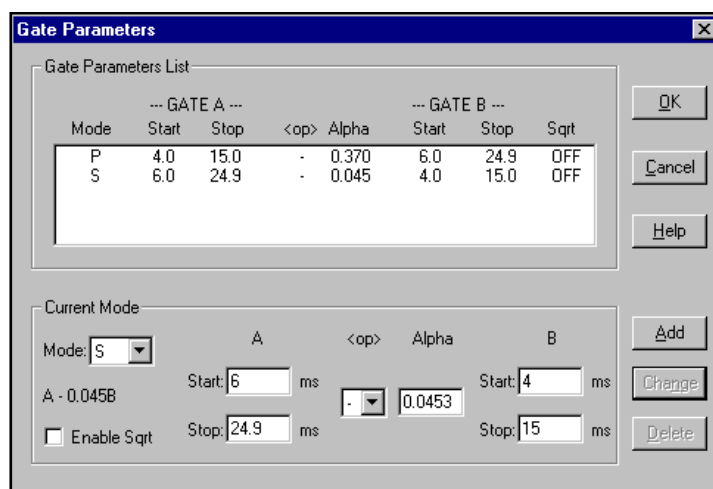 Gate Parameters
Gate Parameters List
--- GATE A --- --- GATE B ---
Mode Start Stop <op> Alpha Start Stop Sqrt
P 4.0 15.0 - 0.370 6.0 24.9 OFF
S 6.0 24.9 - 0.045 4.0 15.0 OFF
OK
Cancel
Help
Current Mode
A <op> Alpha B
Mode: S
Start: 6 ms - 0.0453 Start: 4 ms
A - 0.045B
Enable Sqrt Stop: 24.9 ms Stop: 15 ms
Add
Change
Delete